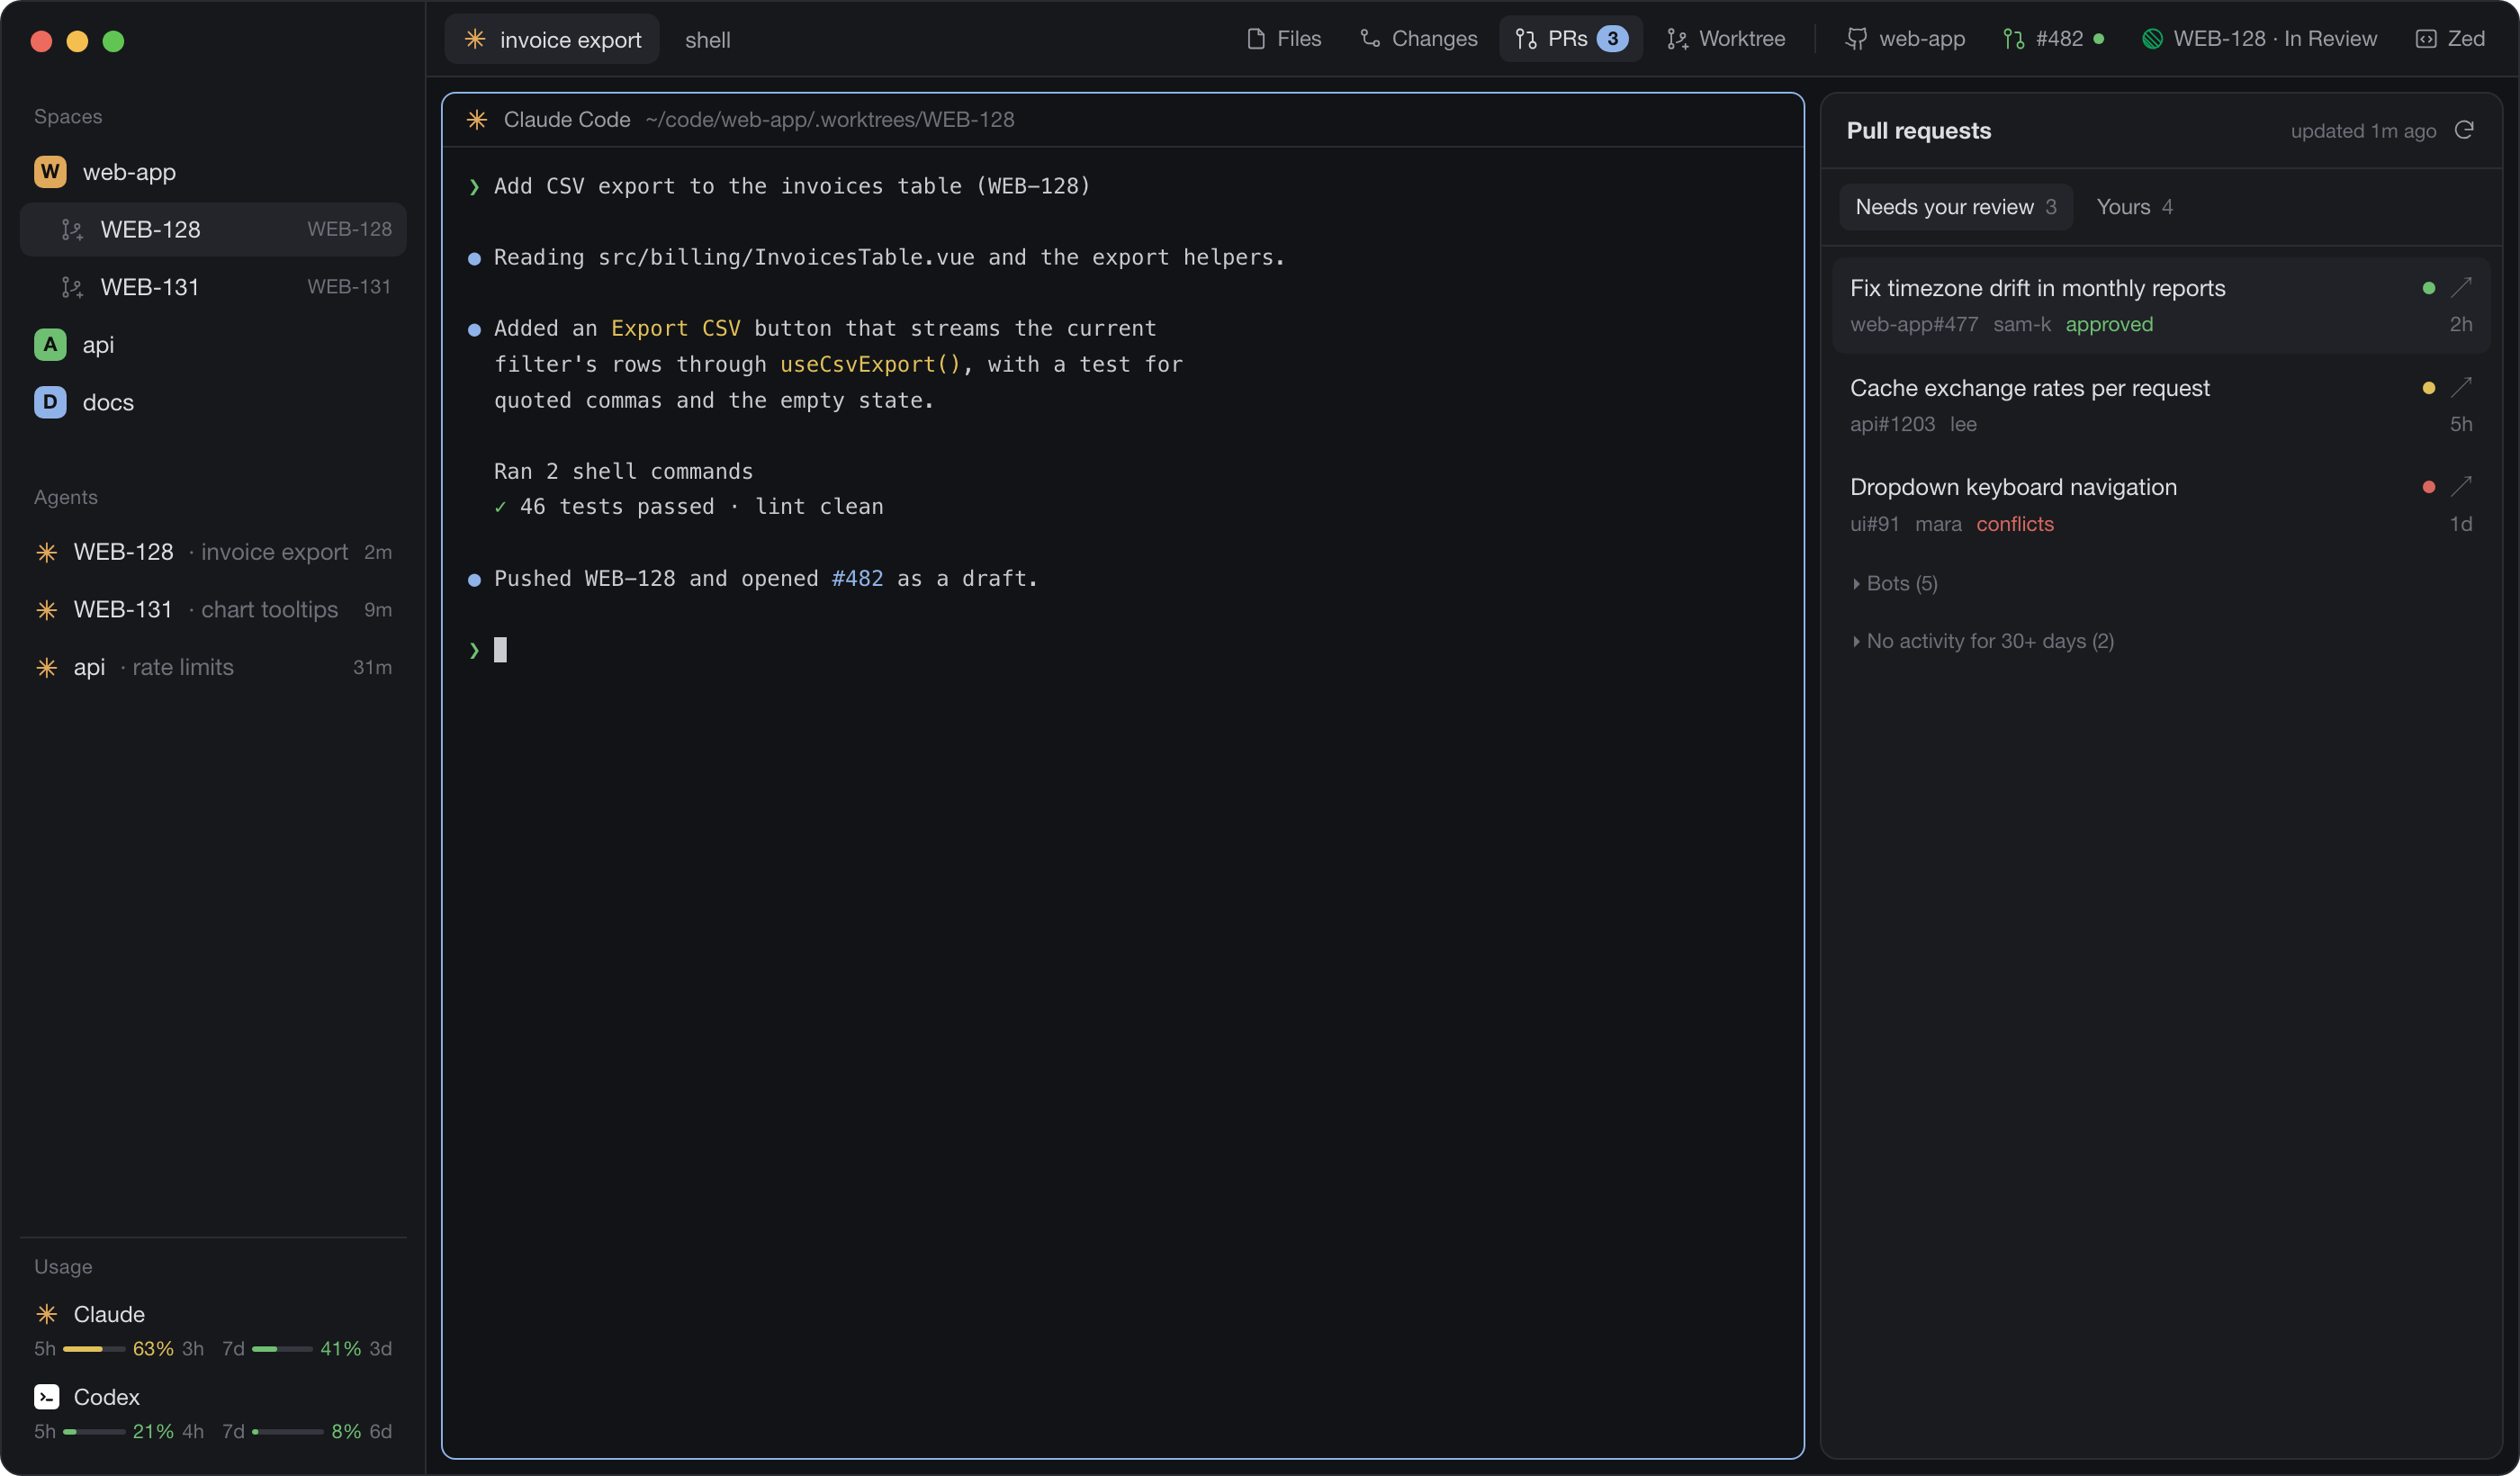 invoice export
shell
Files
Changes
PRs 3
Worktree
web-app
#482
WEB-128 · In Review
Zed
Spaces
W web-app
WEB-128 WEB-128
WEB-131 WEB-131
A api
D docs
Agents
WEB-128 · invoice export 2m
WEB-131 · chart tooltips 9m
api · rate limits 31m
Usage
Claude
5h 63% 3h 7d 41% 3d
Codex
5h 21% 4h 7d 8% 6d
Claude Code ~/code/web-app/.worktrees/WEB-128
❯ Add CSV export to the invoices table (WEB-128)
● Reading src/billing/InvoicesTable.vue and the export helpers.
● Added an Export CSV button that streams the current
filter's rows through useCsvExport(), with a test for
quoted commas and the empty state.
Ran 2 shell commands
✓ 46 tests passed · lint clean
● Pushed WEB-128 and opened #482 as a draft.
❯
Pull requests updated 1m ago
Needs your review 3 Yours 4
Fix timezone drift in monthly reports
web-app#477 sam-k approved 2h
Cache exchange rates per request
api#1203 lee 5h
Dropdown keyboard navigation
ui#91 mara conflicts 1d
Bots (5)
No activity for 30+ days (2)